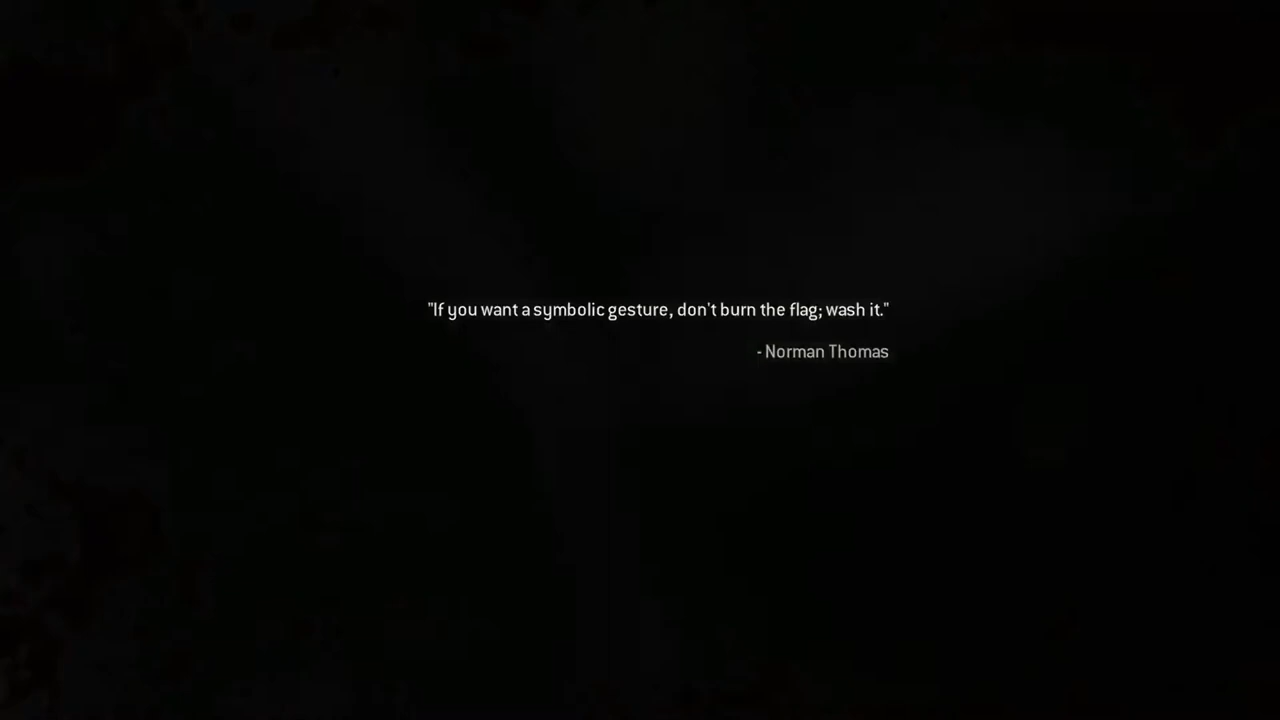 "If you want a symbolic gesture, don't burn the flag; wash it."
- Norman Thomas